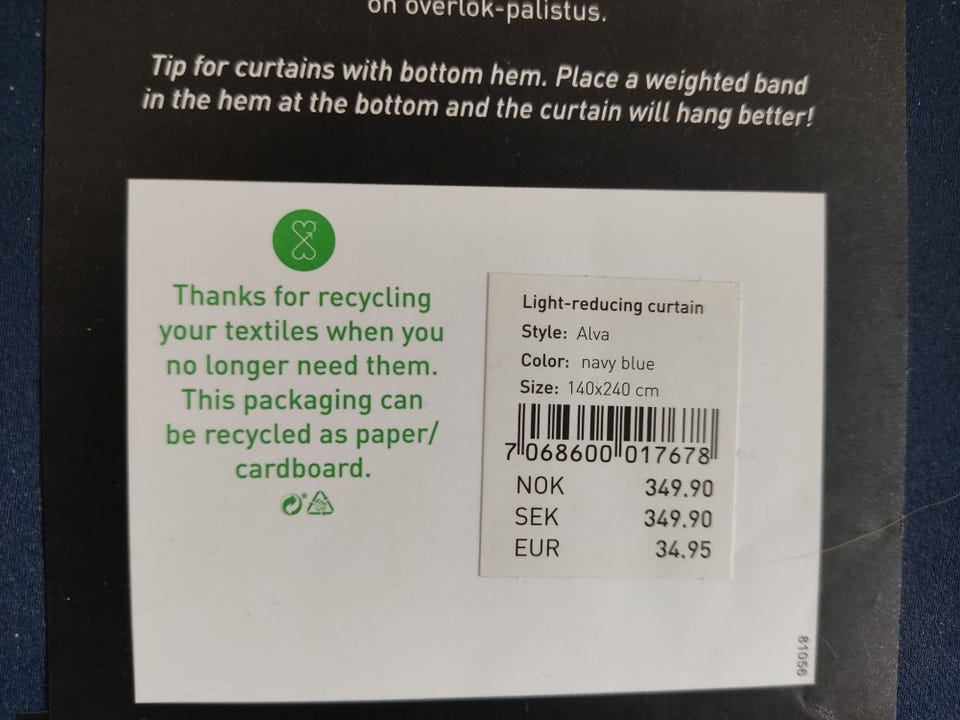 on overlok-palistus.
Tip for curtains with bottom hem. Place a weighted band
in the hem at the bottom and the curtain will hang better!
Thanks for recycling
your textiles when you
no longer need them.
This packaging can
be recycled as paper/
cardboard.
Light-reducing curtain
Style: Alva
Color: navy blue
Size: 140x240 cm
7 068600 017678
NOK 349.90
SEK 349.90
EUR 34.95
81056